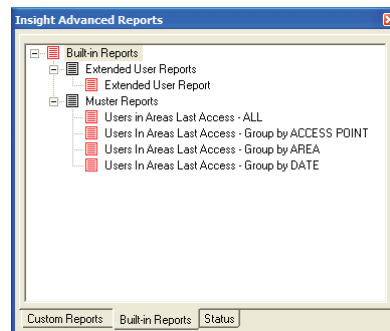 Insight Advanced Reports
Built-in Reports
Extended User Reports
Extended User Report
Muster Reports
Users in Areas Last Access - ALL
Users In Areas Last Access - Group by ACCESS POINT
Users In Areas Last Access - Group by AREA
Users In Areas Last Access - Group by DATE
Custom Reports Built-in Reports Status